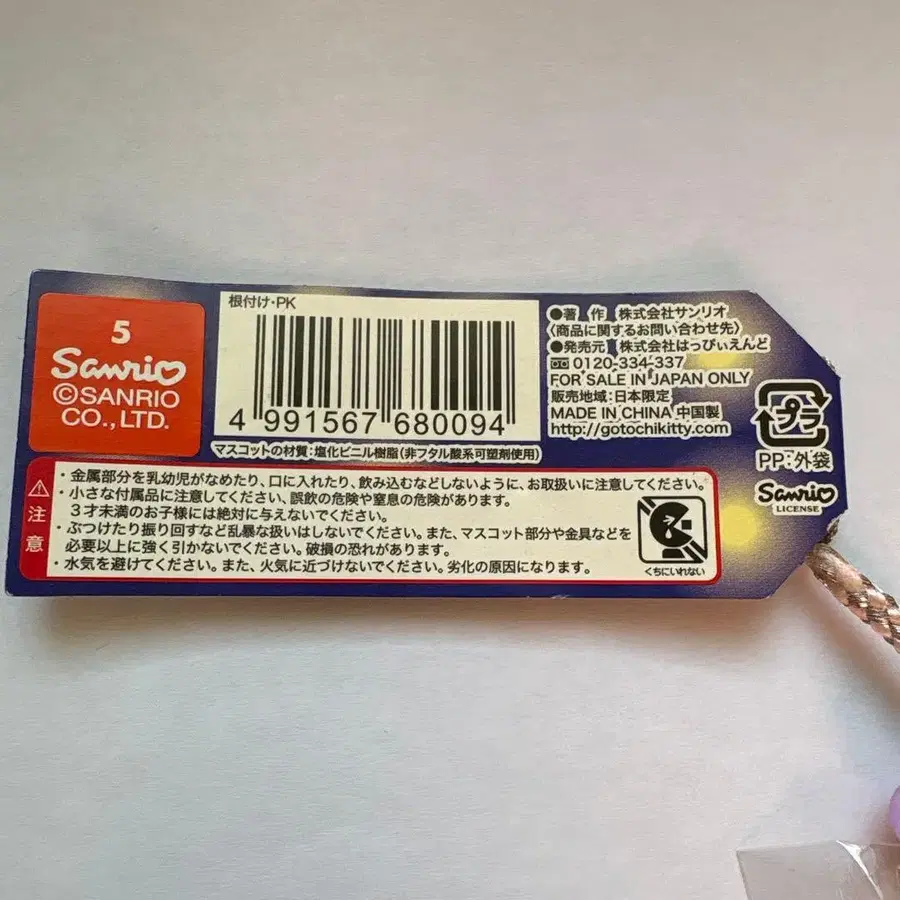 5
Sanrio
©SANRIO
CO.,LTD.
根付け・PK
4 991567 680094
マスコットの材質:塩化ビニル樹脂(非フタル酸系可塑剤使用)
●著 作 株式会社サンリオ
〈商品に関するお問い合わせ先〉
●発売元 株式会社はっぴぃえんど
0120-334-337
FOR SALE IN JAPAN ONLY
販売地域:日本限定
MADE IN CHINA 中国製
http://gotochikitty.com
プラ
PP:外袋
Sanrio
LICENSE
注意
・金属部分を乳幼児がなめたり、口に入れたり、飲み込むなどしないように、お取扱いに注意してください。
・小さな付属品に注意してください。誤飲の危険や窒息の危険があります。
3才未満のお子様には絶対に与えないでください。
・ぶつけたり振り回すなど乱暴な扱いはしないでください。また、マスコット部分や金具などを
必要以上に強く引かないでください。破損の恐れがあります。
・水気を避けてください。また、火気に近づけないでください。劣化の原因になります。
くちにいれない